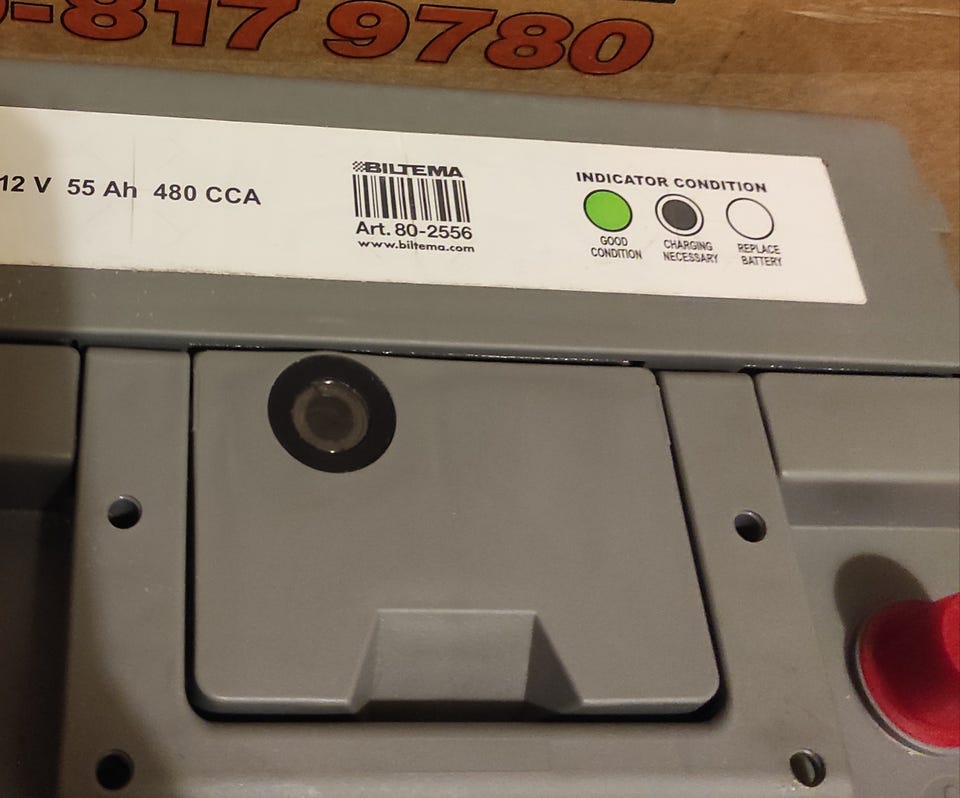 -817 9780
12 V 55 Ah 480 CCA
BILTEMA
Art. 80-2556
www.biltema.com
INDICATOR CONDITION
GOOD
CONDITION
CHARGING
NECESSARY
REPLACE
BATTERY